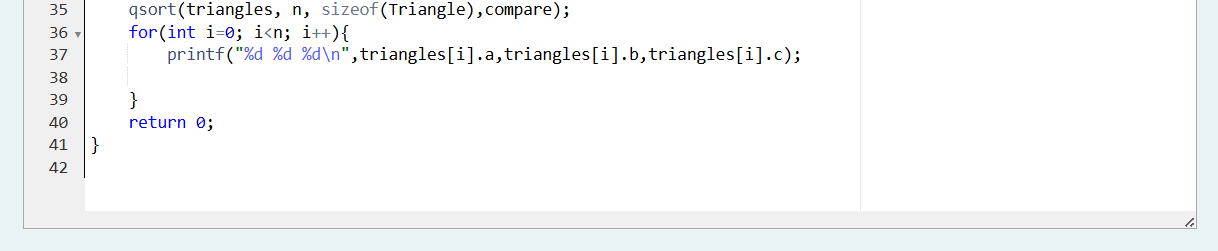 35 qsort(triangles, n, sizeof(Triangle),compare);
36 for(int i=0; i<n; i++){
37 printf("%d %d %d\n",triangles[i].a,triangles[i].b,triangles[i].c);
38
39 }
40 return 0;
41 }
42